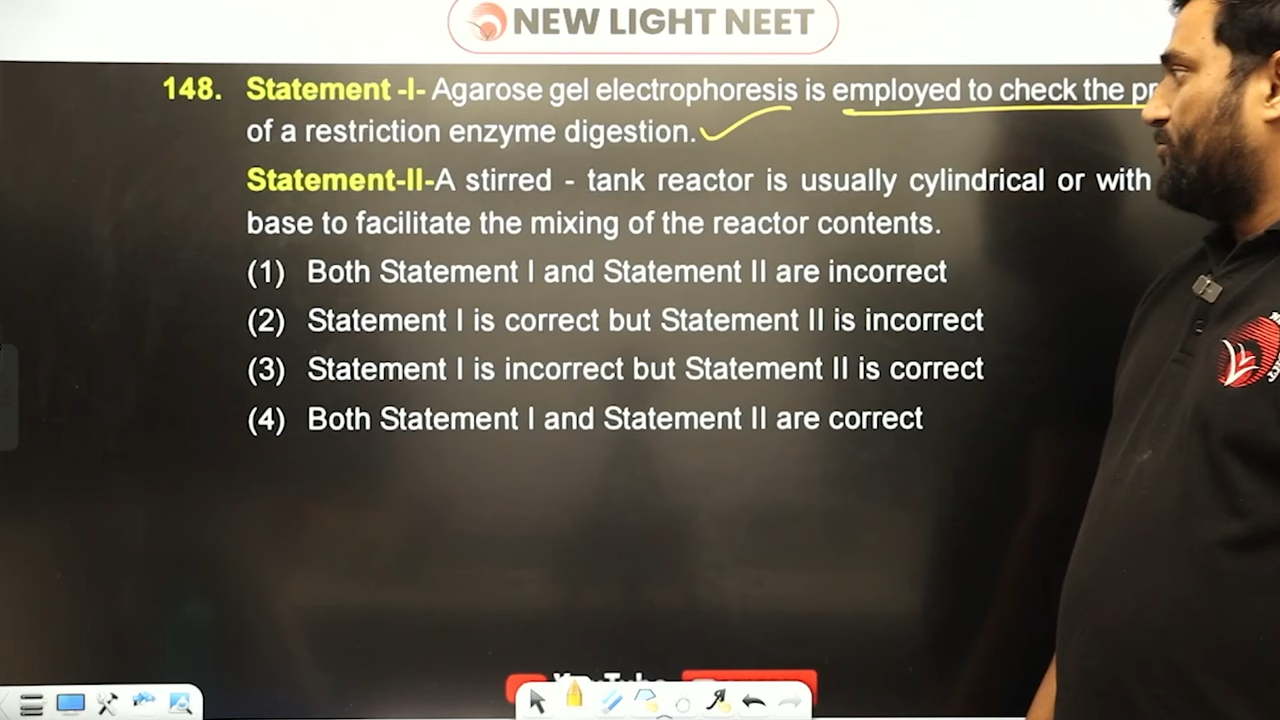 NEW LIGHT NEET
148. Statement -I- Agarose gel electrophoresis is employed to check the
of a restriction enzyme digestion.
Statement-II-A stirred - tank reactor is usually cylindrical or with
base to facilitate the mixing of the reactor contents.
(1) Both Statement I and Statement II are incorrect
(2) Statement I is correct but Statement II is incorrect
(3) Statement I is incorrect but Statement II is correct
(4) Both Statement I and Statement II are correct